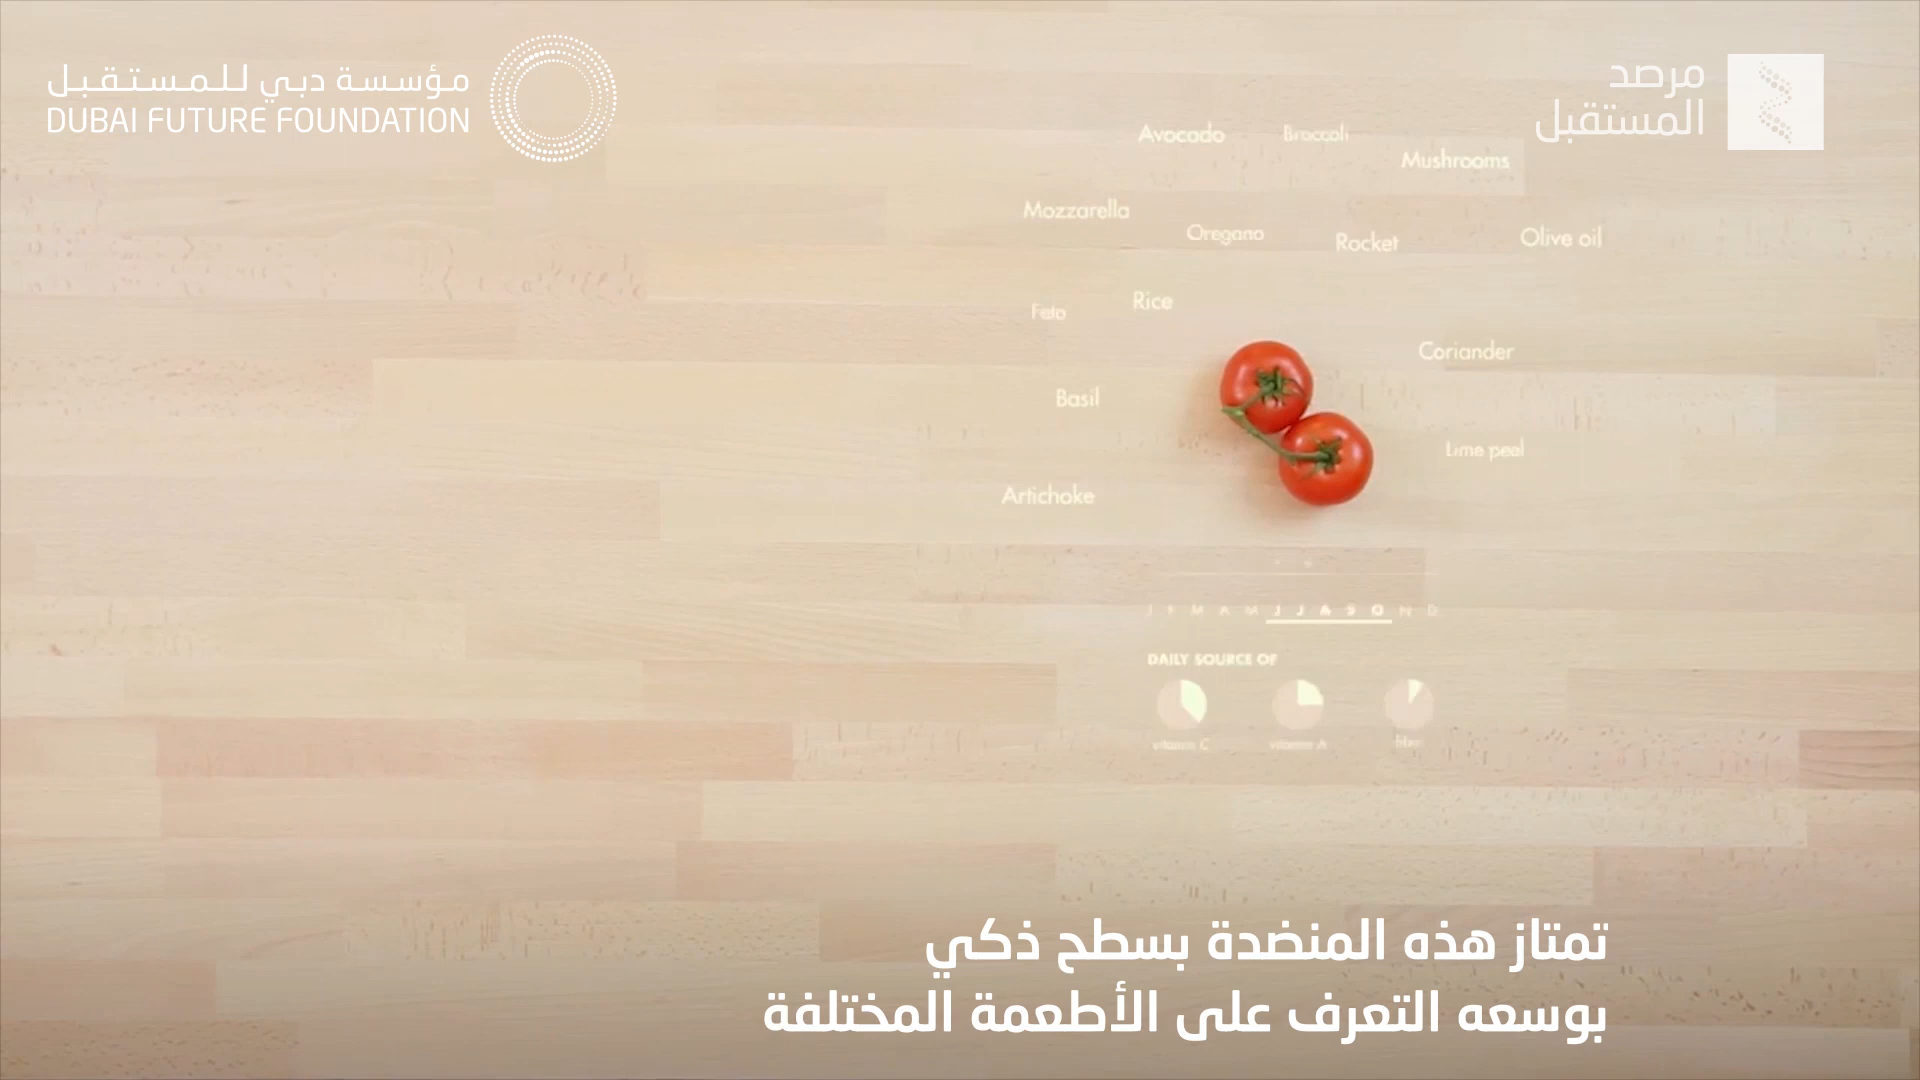 مؤسسة دبي للمستقبل
DUBAI FUTURE FOUNDATION
مرصد
المستقبل
Avocado
Broccoli
Mushrooms
Mozzarella
Oregano
Rocket
Olive oil
Feta
Rice
Coriander
Basil
Lime peel
Artichoke
J F M A M J J A S O N D
DAILY SOURCE OF
vitamin C
vitamin A
fiber
تمتاز هذه المنضدة بسطح ذكي
بوسعه التعرف على الأطعمة المختلفة